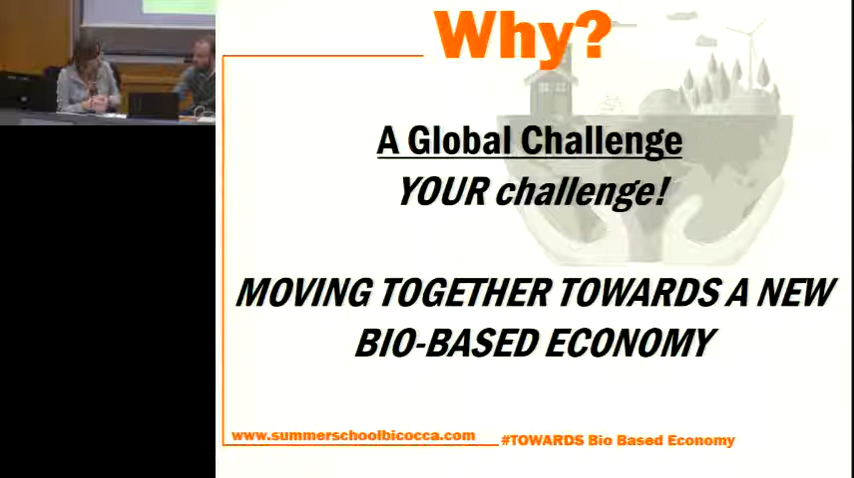 Why?
A Global Challenge
YOUR challenge!
MOVING TOGETHER TOWARDS A NEW
BIO-BASED ECONOMY
www.summerschoolbicocca.com
#TOWARDS Bio Based Economy